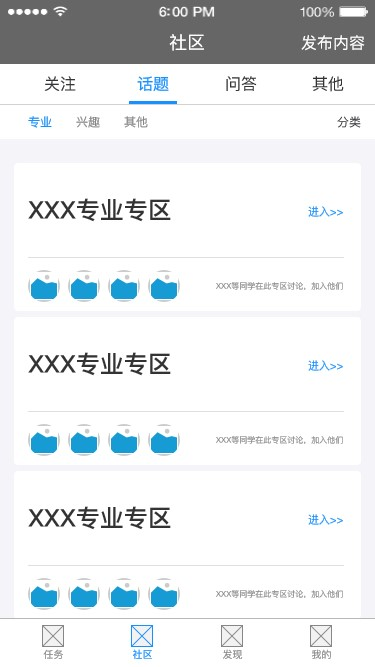 6:00 PM 100%
社区 发布内容
关注 话题 问答 其他
专业 兴趣 其他 分类
XXX专业专区 进入>>
XXX等同学在此专区讨论，加入他们
XXX专业专区 进入>>
XXX等同学在此专区讨论，加入他们
XXX专业专区 进入>>
XXX等同学在此专区讨论，加入他们
任务 社区 发现 我的